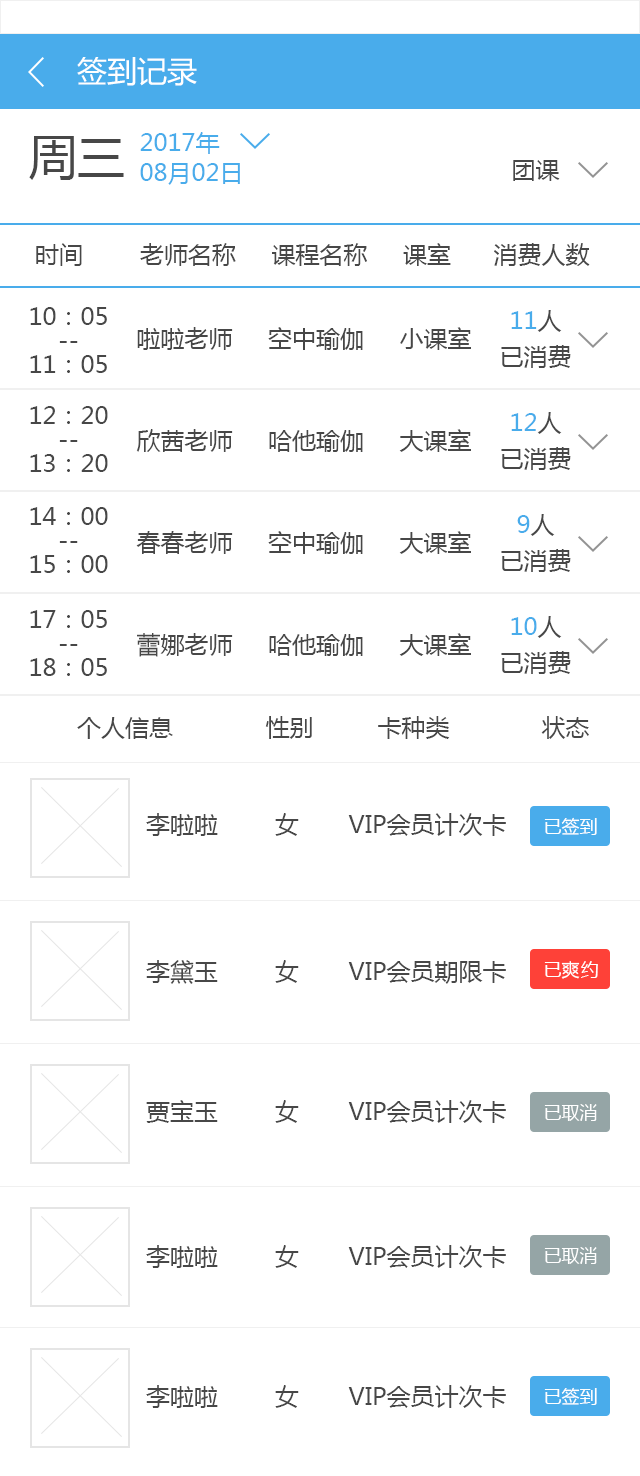 签到记录
周三 2017年
08月02日
团课
时间 老师名称 课程名称 课室 消费人数
10：05
--
11：05
啦啦老师 空中瑜伽 小课室
11人
已消费
12：20
--
13：20
欣茜老师 哈他瑜伽 大课室
12人
已消费
14：00
--
15：00
春春老师 空中瑜伽 大课室
9人
已消费
17：05
--
18：05
蕾娜老师 哈他瑜伽 大课室
10人
已消费
个人信息 性别 卡种类 状态
李啦啦 女 VIP会员计次卡 已签到
李黛玉 女 VIP会员期限卡 已爽约
贾宝玉 女 VIP会员计次卡 已取消
李啦啦 女 VIP会员计次卡 已取消
李啦啦 女 VIP会员计次卡 已签到